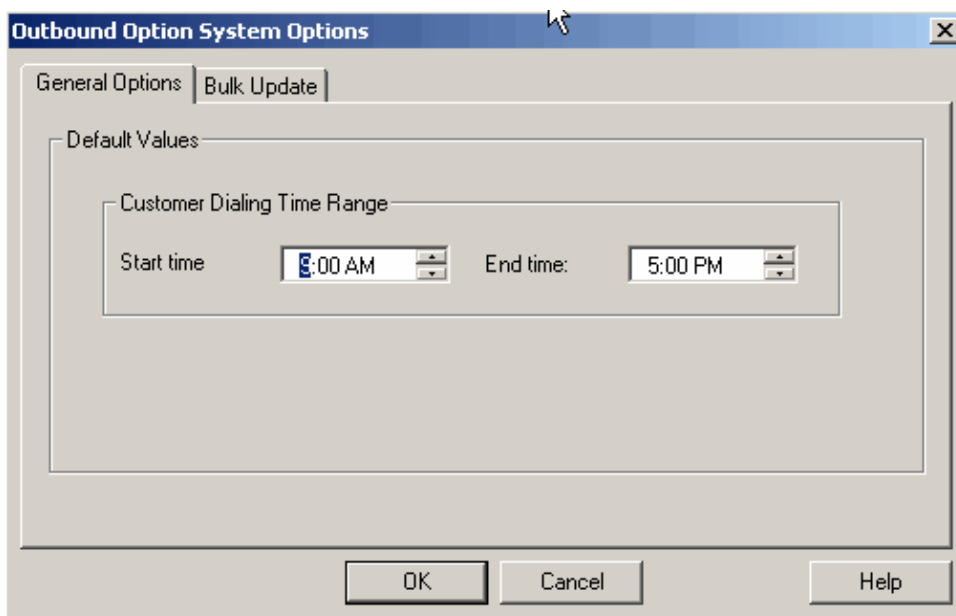 Outbound Option System Options
General Options Bulk Update
Default Values
Customer Dialing Time Range
Start time 9:00 AM End time: 5:00 PM
OK Cancel Help